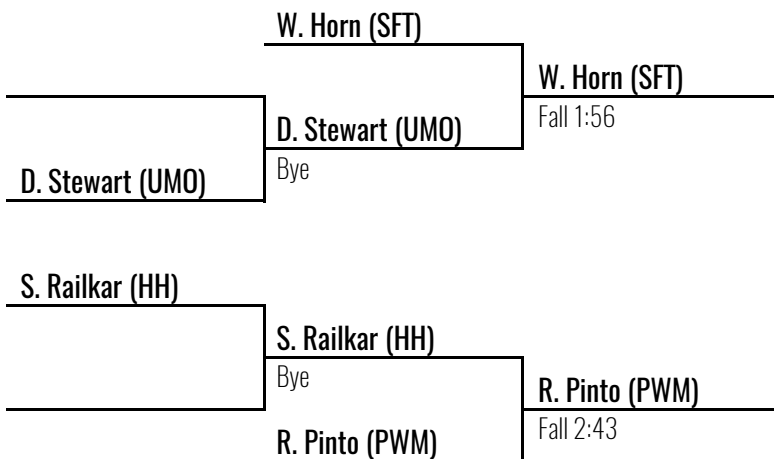 W. Horn (SFT)
W. Horn (SFT)
Fall 1:56
D. Stewart (UMO)
Bye
D. Stewart (UMO)
S. Railkar (HH)
S. Railkar (HH)
Bye
R. Pinto (PWM)
Fall 2:43
R. Pinto (PWM)